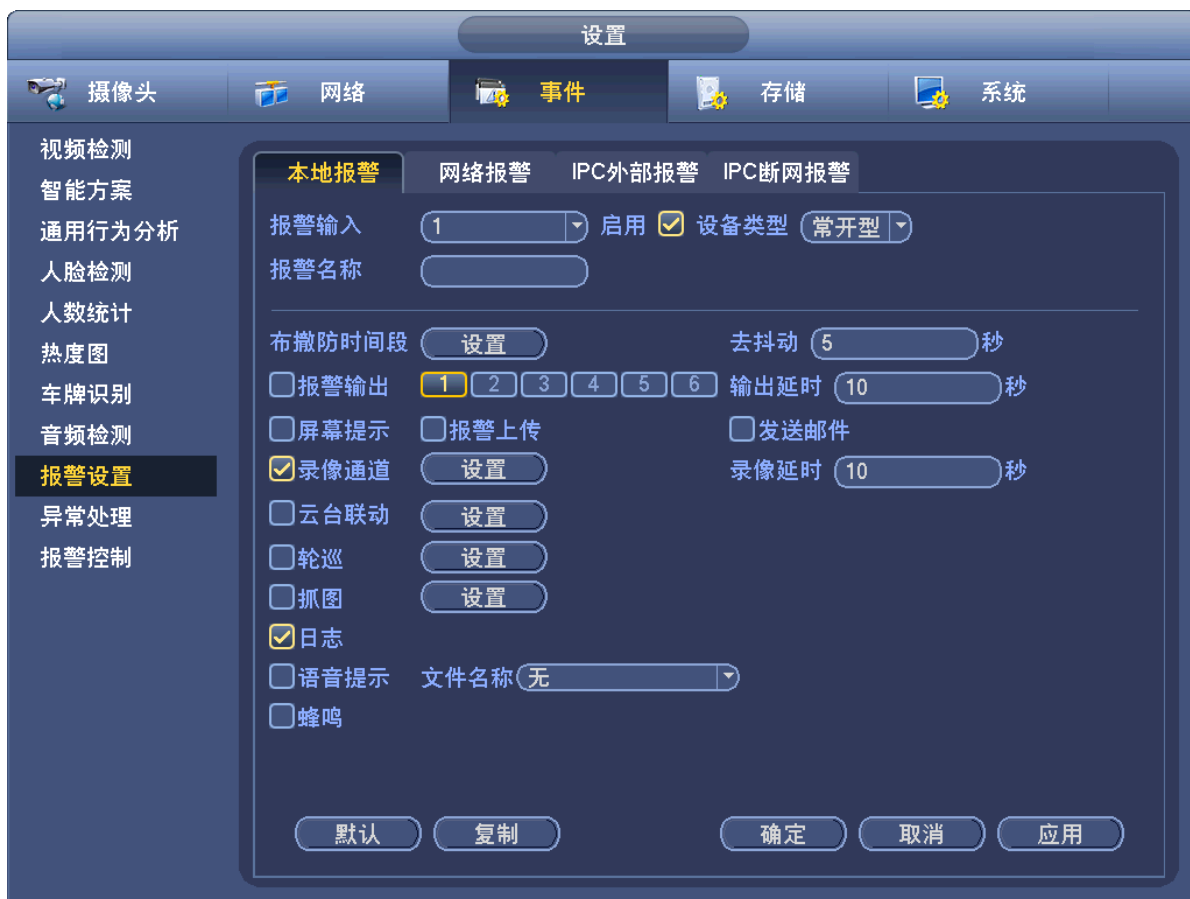 设置
摄像头 网络 事件 存储 系统
视频检测
智能方案
通用行为分析
人脸检测
人数统计
热度图
车牌识别
音频检测
报警设置
异常处理
报警控制
本地报警 网络报警 IPC外部报警 IPC断网报警
报警输入 1 启用 设备类型 常开型
报警名称
布撤防时间段 设置 去抖动 5 秒
报警输出 1 2 3 4 5 6 输出延时 10 秒
屏幕提示 报警上传 发送邮件
录像通道 设置 录像延时 10 秒
云台联动 设置
轮巡 设置
抓图 设置
日志
语音提示 文件名称 无
蜂鸣
默认 复制 确定 取消 应用